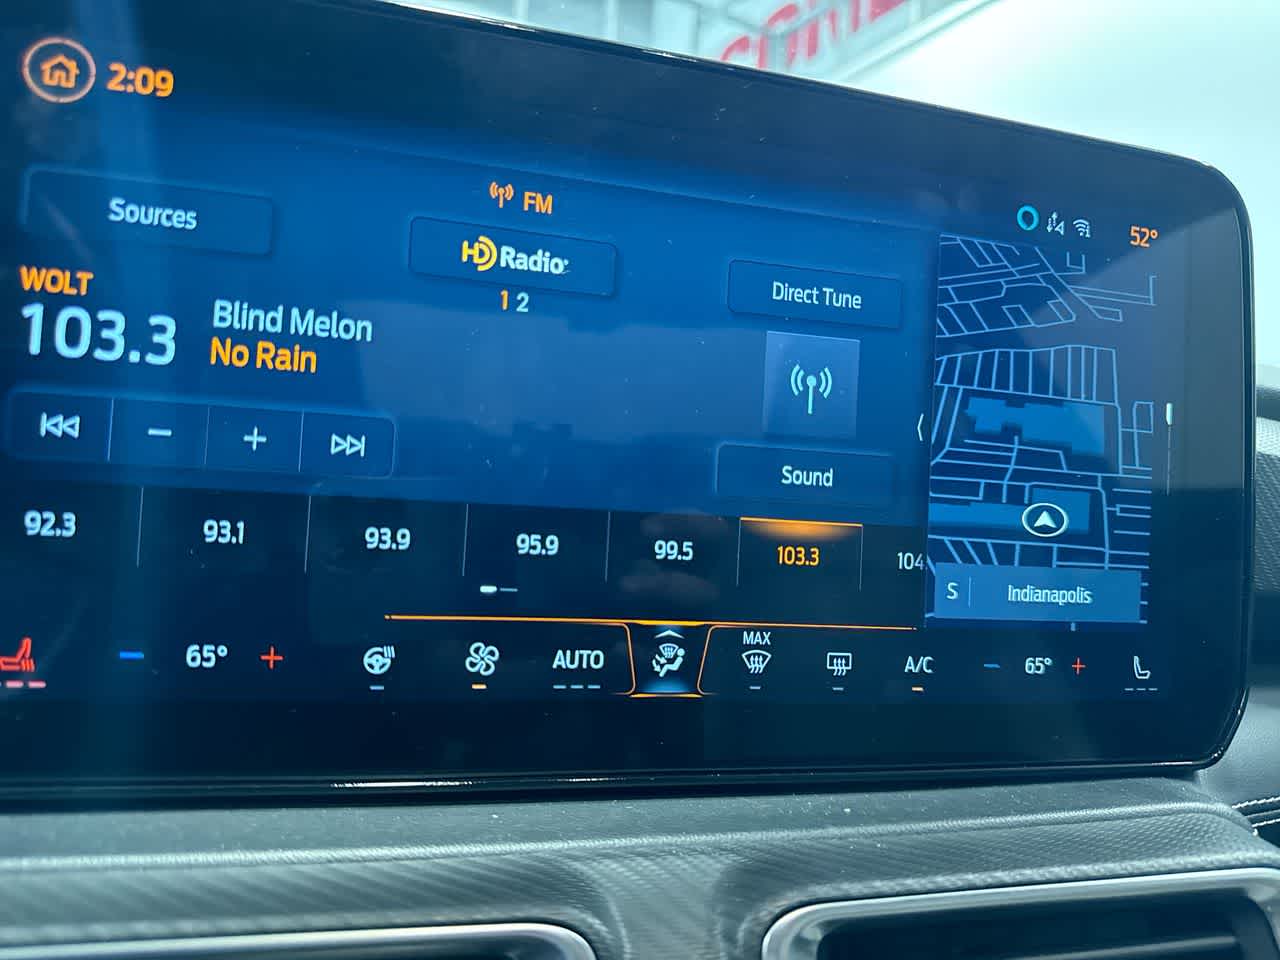 2:09
FM
Sources
HD Radio
1 2
Direct Tune
52°
WOLT
103.3
Blind Melon
No Rain
Sound
92.3
93.1
93.9
95.9
99.5
103.3
104
S
Indianapolis
65°
AUTO
MAX
A/C
65°